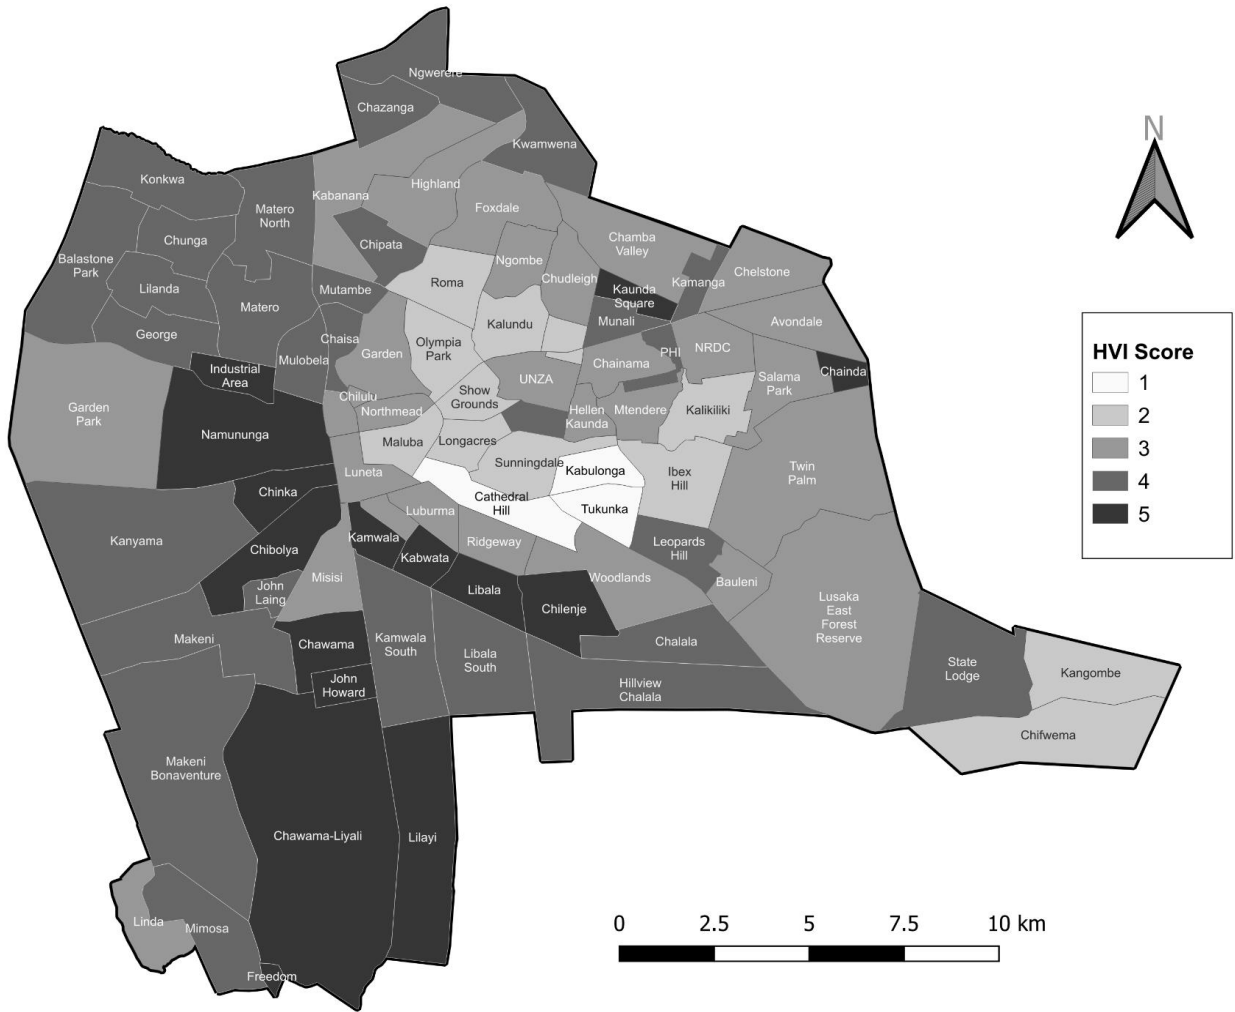 Ngwerere
Chazanga
Kwamwena
Konkwa
Highland
Kabanana
Matero
North
Foxdale
Chunga
Chipata
Chamba
Valley
Balastone
Park
Ngombe
Chelstone
Chudleigh
Kamanga
Roma
Lilanda
Mutambe
Kaunda
Square
Matero
Munali
Avondale
Kalundu
George
Chaisa
Olympia
Park
NRDC
Garden
PHI
Mulobela
Chainama
Industrial
Area
Chainda
UNZA
Salama
Park
Chilulu
Show
Grounds
Garden
Park
Northmead
Hellen
Kaunda
Mtendere
Kalikiliki
Namununga
Maluba
Longacres
Sunningdale
Kabulonga
Luneta
Ibex
Hill
Twin
Palm
Chinka
Cathedral
Hill
Tukunka
Luburma
Kanyama
Kamwala
Ridgeway
Leopards
Hill
Chibolya
Kabwata
Misisi
Woodlands
Bauleni
John
Laing
Libala
Chilenje
Lusaka
East
Forest
Reserve
Makeni
Chawama
Kamwala
South
Chalala
Libala
South
State
Lodge
Kangombe
John
Howard
Hillview
Chalala
Chifwema
Makeni
Bonaventure
Chawama-Liyali
Lilayi
Linda
Mimosa
Freedom
N
HVI Score
1
2
3
4
5
0 2.5 5 7.5 10 km